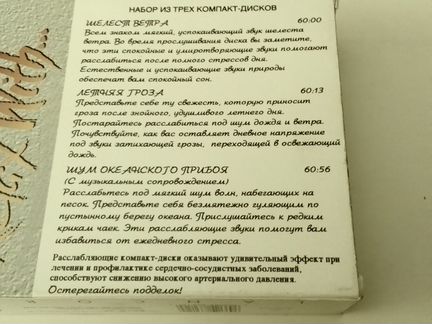 НАБОР ИЗ ТРЕХ КОМПАКТ-ДИСКОВ
ШЕЛЕСТ ВЕТРА 60:00
Всем знаком мягкий, успокаивающий звук шелеста
ветра. Во время прослушивания диска вы заметите,
что эти спокойные и умиротворяющие звуки помогают
расслабиться после полного стрессов дня.
Естественные и успокаивающие звуки природы
обеспечат вам спокойный сон.
ЛЕТНЯЯ ГРОЗА 60:13
Представьте себе ту свежесть, которую приносит
гроза после знойного, удушливого летнего дня.
Постарайтесь расслабиться под шум дождя и ветра.
Почувствуйте, как вас оставляет дневное напряжение
под звуки затихающей грозы, переходящей в освежающий
дождь.
ШУМ ОКЕАНСКОГО ПРИБОЯ 60:56
(С музыкальным сопровождением)
Расслабьтесь под мягкий шум волн, набегающих на
песок. Представьте себя безмятежно гуляющим по
пустынному берегу океана. Прислушайтесь к редким
крикам чаек. Эти расслабляющие звуки помогут вам
избавиться от ежедневного стресса.
Расслабляющие компакт-диски оказывают удивительный эффект при
лечении и профилактике сердечно-сосудистых заболеваний,
способствуют снижению высокого артериального давления.
Остерегайтесь подделок!